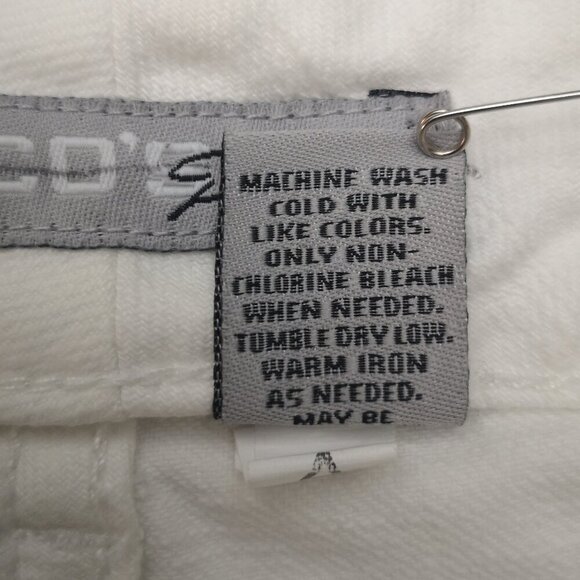 CD'S
MACHINE WASH
COLD WITH
LIKE COLORS.
ONLY NON-
CHLORINE BLEACH
WHEN NEEDED.
TUMBLE DRY LOW.
WARM IRON
AS NEEDED.
MAY BE